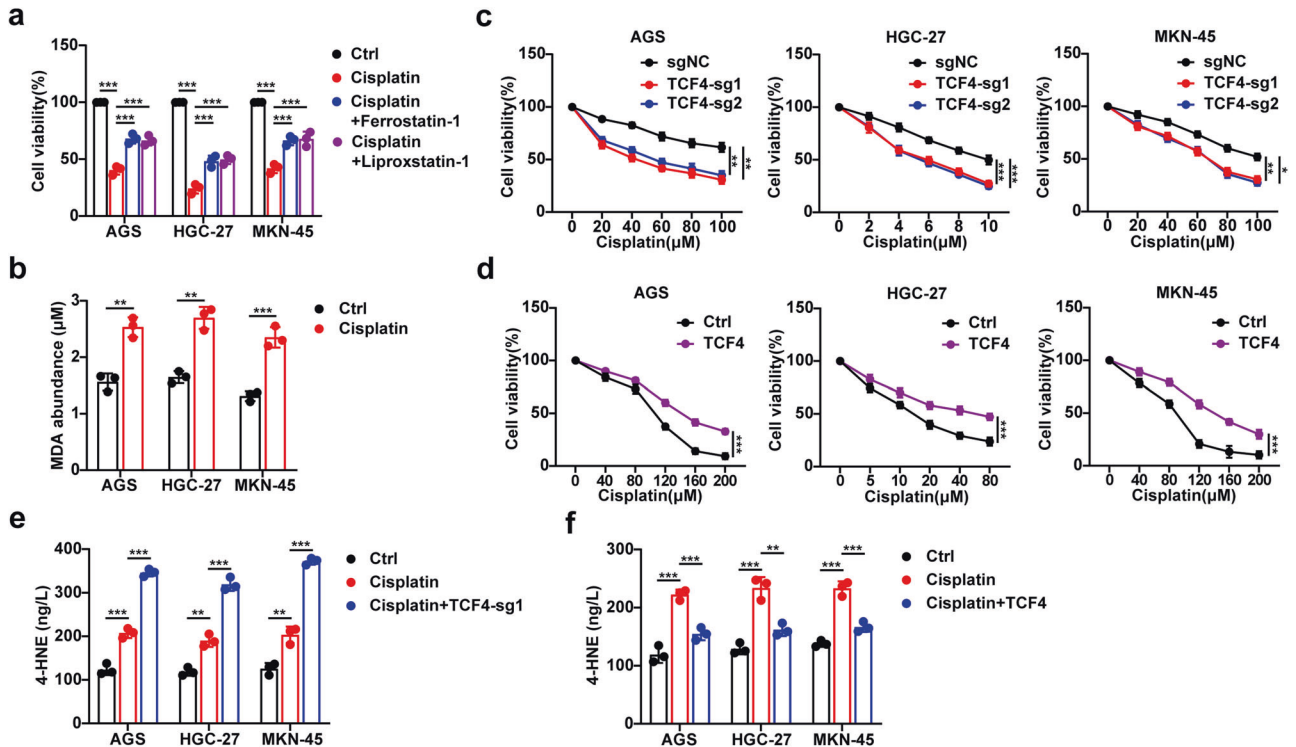 a
Cell viability(%)
150
100
50
0
*** *** ***
*** *** ***
*** *** ***
AGS HGC-27 MKN-45
Ctrl
Cisplatin
Cisplatin
+Ferrostatin-1
Cisplatin
+Liproxstatin-1
b
MDA abundance (μM)
3
2
1
0
** ** ***
AGS HGC-27 MKN-45
Ctrl
Cisplatin
c
AGS
Cell viability(%)
150
100
50
0
sgNC
TCF4-sg1
TCF4-sg2
** **
0 20 40 60 80 100
Cisplatin(μM)
HGC-27
Cell viability(%)
150
100
50
0
sgNC
TCF4-sg1
TCF4-sg2
*** ***
0 2 4 6 8 10
Cisplatin(μM)
MKN-45
Cell viability(%)
150
100
50
0
sgNC
TCF4-sg1
TCF4-sg2
** *
0 20 40 60 80 100
Cisplatin(μM)
d
AGS
Cell viability(%)
150
100
50
0
Ctrl
TCF4
***
0 40 80 120 160 200
Cisplatin(μM)
HGC-27
Cell viability(%)
150
100
50
0
Ctrl
TCF4
***
0 5 10 20 40 80
Cisplatin(μM)
MKN-45
Cell viability(%)
150
100
50
0
Ctrl
TCF4
***
0 40 80 120 160 200
Cisplatin(μM)
e
4-HNE (ng/L)
400
300
200
100
0
*** *** ***
*** ** **
AGS HGC-27 MKN-45
Ctrl
Cisplatin
Cisplatin+TCF4-sg1
f
4-HNE (ng/L)
300
200
100
0
*** *** *** ** *** ***
AGS HGC-27 MKN-45
Ctrl
Cisplatin
Cisplatin+TCF4